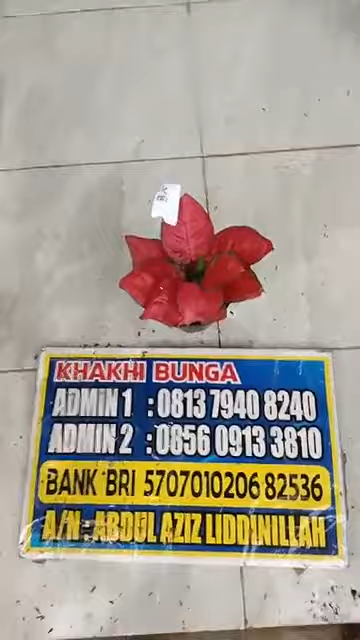 KHAKHI BUNGA
ADMIN 1 : 0813 7940 8240
ADMIN 2 : 0856 0913 3810
BANK BRI 5707010206 82536
A/N : ABDUL AZIZ LIDDINILLAH